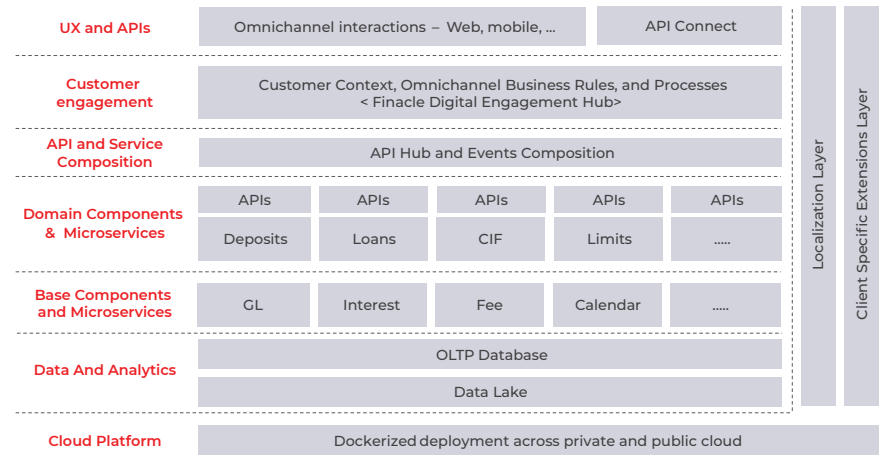 UX and APIs
Omnichannel interactions – Web, mobile, ...
API Connect
Customer
engagement
Customer Context, Omnichannel Business Rules, and Processes
< Finacle Digital Engagement Hub>
API and Service
Composition
API Hub and Events Composition
Domain Components
& Microservices
APIs
APIs
APIs
APIs
APIs
Deposits
Loans
CIF
Limits
.....
Base Components
and Microservices
GL
Interest
Fee
Calendar
.....
Data And Analytics
OLTP Database
Data Lake
Cloud Platform
Dockerized deployment across private and public cloud
Localization Layer
Client Specific Extensions Layer